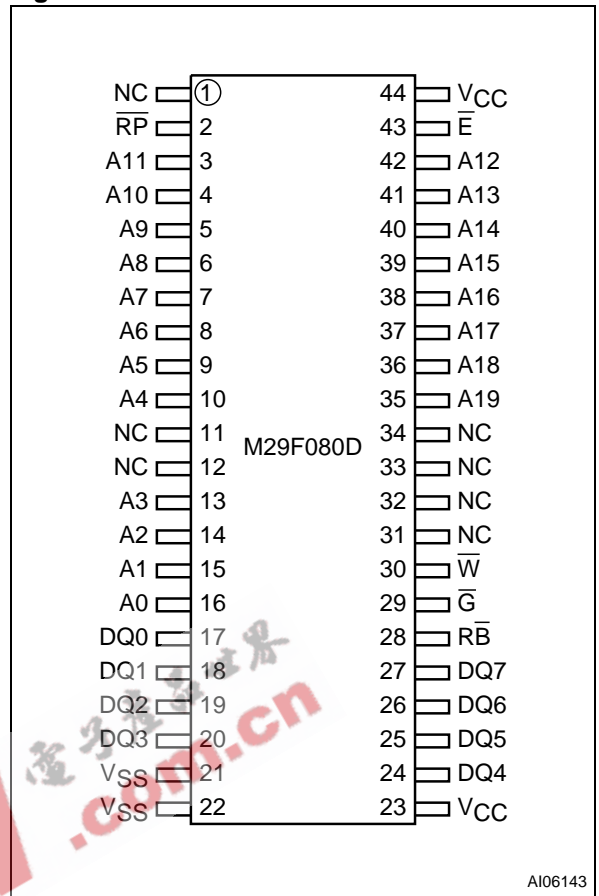 NC 1 44 VCC
R̅P̅ 2 43 E̅
A11 3 42 A12
A10 4 41 A13
A9 5 40 A14
A8 6 39 A15
A7 7 38 A16
A6 8 37 A17
A5 9 36 A18
A4 10 35 A19
NC 11 34 NC
M29F080D
NC 12 33 NC
A3 13 32 NC
A2 14 31 NC
A1 15 30 W̅
A0 16 29 G̅
DQ0 17 28 RB̅
DQ1 18 27 DQ7
DQ2 19 26 DQ6
DQ3 20 25 DQ5
VSS 21 24 DQ4
VSS 22 23 VCC
.com.cn
AI06143